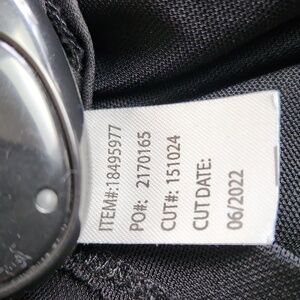 ITEM#:18495977
PO#: 2170165
CUT#: 151024
CUT DATE:
06/2022